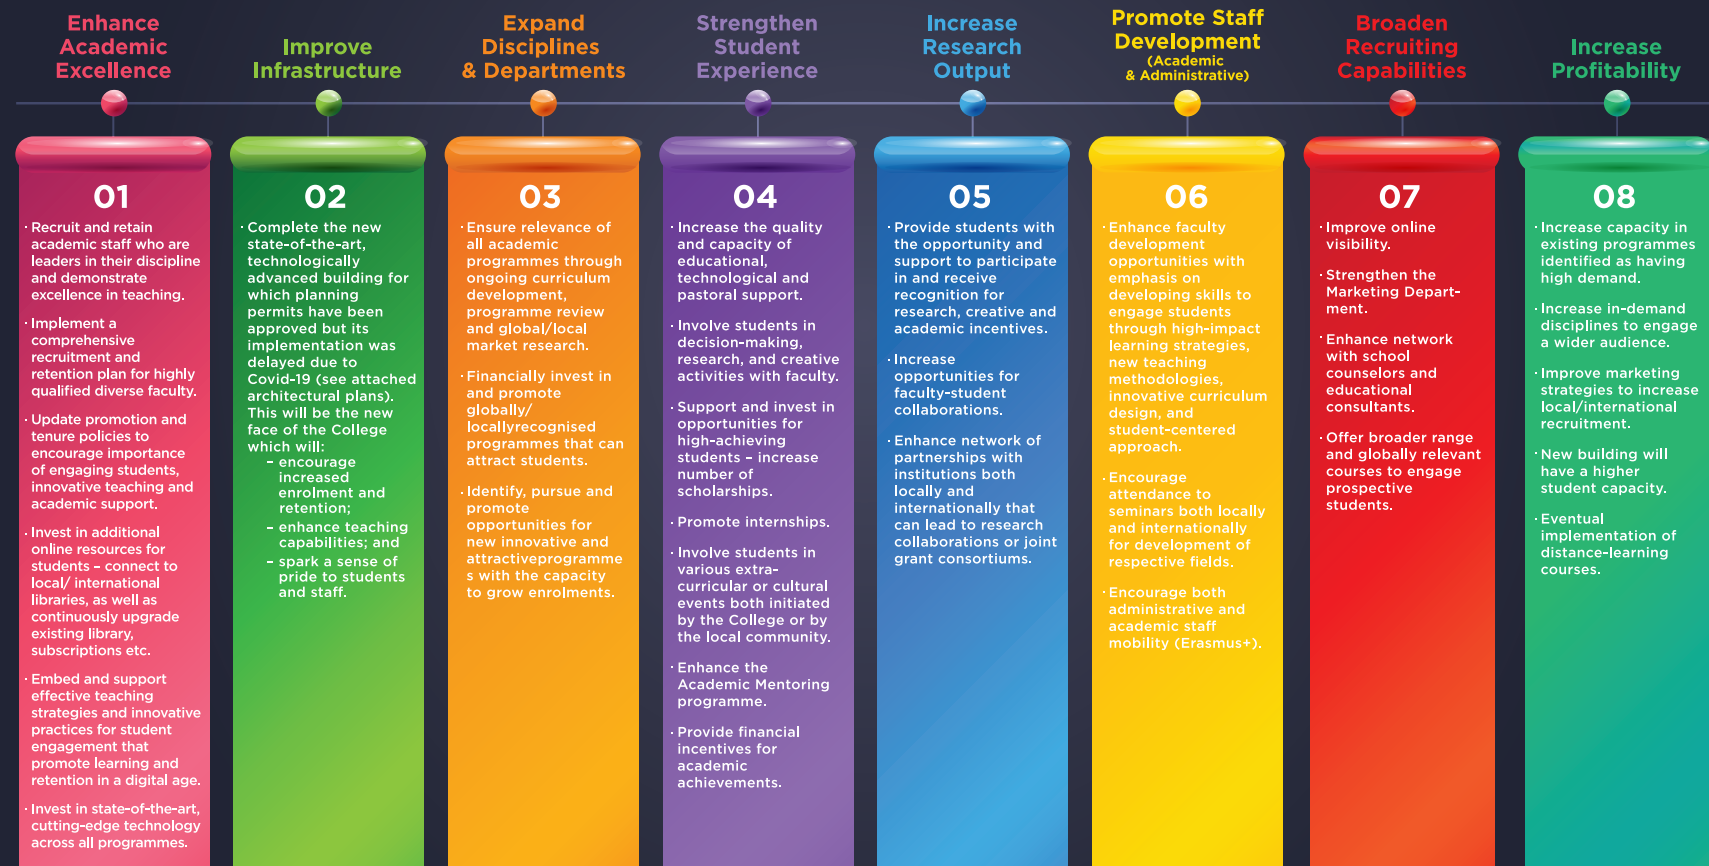 Enhance
Academic
Excellence
01
· Recruit and retain
academic staff who are
leaders in their discipline
and demonstrate
excellence in teaching.
· Implement a
comprehensive
recruitment and
retention plan for highly
qualified diverse faculty.
· Update promotion and
tenure policies to
encourage importance
of engaging students,
innovative teaching and
academic support.
· Invest in additional
online resources for
students – connect to
local/ international
libraries, as well as
continuously upgrade
existing library,
subscriptions etc.
· Embed and support
effective teaching
strategies and innovative
practices for student
engagement that
promote learning and
retention in a digital age.
· Invest in state-of-the-art,
cutting-edge technology
across all programmes.
Improve
Infrastructure
02
· Complete the new
state-of-the-art,
technologically
advanced building for
which planning
permits have been
approved but its
implementation was
delayed due to
Covid-19 (see attached
architectural plans).
This will be the new
face of the College
which will:
– encourage
increased
enrolment and
retention;
– enhance teaching
capabilities; and
– spark a sense of
pride to students
and staff.
Expand
Disciplines
& Departments
03
· Ensure relevance of
all academic
programmes through
ongoing curriculum
development,
programme review
and global/local
market research.
· Financially invest in
and promote
globally/
locallyrecognised
programmes that can
attract students.
· Identify, pursue and
promote
opportunities for
new innovative and
attractiveprogramme
s with the capacity
to grow enrolments.
Strengthen
Student
Experience
04
· Increase the quality
and capacity of
educational,
technological and
pastoral support.
· Involve students in
decision-making,
research, and creative
activities with faculty.
· Support and invest in
opportunities for
high-achieving
students – increase
number of
scholarships.
· Promote internships.
· Involve students in
various extra-
curricular or cultural
events both initiated
by the College or by
the local community.
· Enhance the
Academic Mentoring
programme.
· Provide financial
incentives for
academic
achievements.
Increase
Research
Output
05
· Provide students with
the opportunity and
support to participate
in and receive
recognition for
research, creative and
academic incentives.
· Increase
opportunities for
faculty-student
collaborations.
· Enhance network of
partnerships with
institutions both
locally and
internationally that
can lead to research
collaborations or joint
grant consortiums.
Promote Staff
Development
(Academic
& Administrative)
06
· Enhance faculty
development
opportunities with
emphasis on
developing skills to
engage students
through high-impact
learning strategies,
new teaching
methodologies,
innovative curriculum
design, and
student-centered
approach.
· Encourage
attendance to
seminars both locally
and internationally
for development of
respective fields.
· Encourage both
administrative and
academic staff
mobility (Erasmus+).
Broaden
Recruiting
Capabilities
07
· Improve online
visibility.
· Strengthen the
Marketing Depart-
ment.
· Enhance network
with school
counselors and
educational
consultants.
· Offer broader range
and globally relevant
courses to engage
prospective
students.
Increase
Profitability
08
· Increase capacity in
existing programmes
identified as having
high demand.
· Increase in-demand
disciplines to engage
a wider audience.
· Improve marketing
strategies to increase
local/international
recruitment.
· New building will
have a higher
student capacity.
· Eventual
implementation of
distance-learning
courses.